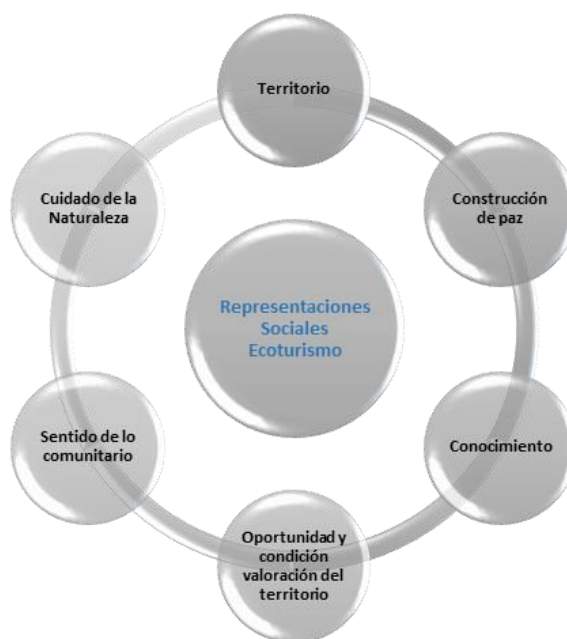 Territorio
Construcción
de paz
Conocimiento
Oportunidad y
condición
valoración del
territorio
Sentido de lo
comunitario
Cuidado de la
Naturaleza
Representaciones
Sociales
Ecoturismo